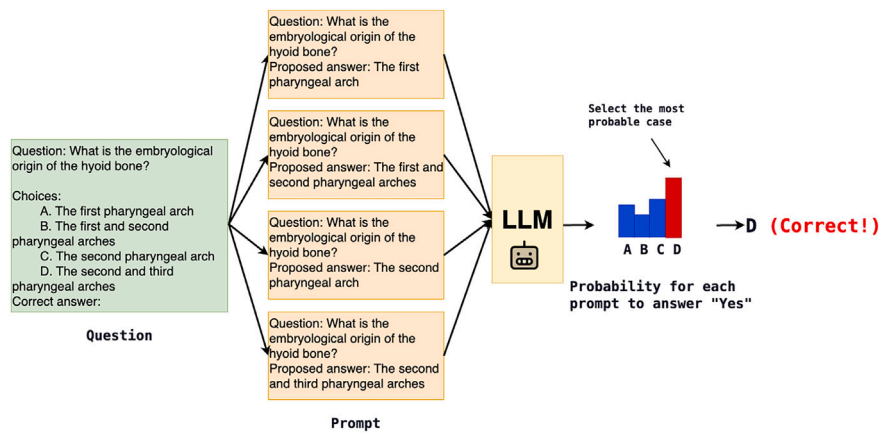 Question: What is the embryological
origin of the hyoid bone?
Choices:
A. The first pharyngeal arch
B. The first and second
pharyngeal arches
C. The second pharyngeal arch
D. The second and third
pharyngeal arches
Correct answer:
Question
Question: What is the
embryological origin of the
hyoid bone?
Proposed answer: The first
pharyngeal arch
Question: What is the
embryological origin of the
hyoid bone?
Proposed answer: The first and
second pharyngeal arches
Question: What is the
embryological origin of the
hyoid bone?
Proposed answer: The second
pharyngeal arch
Question: What is the
embryological origin of the
hyoid bone?
Proposed answer: The second
and third pharyngeal arches
Prompt
LLM
Select the most
probable case
A B C D
Probability for each
prompt to answer "Yes"
D (Correct!)